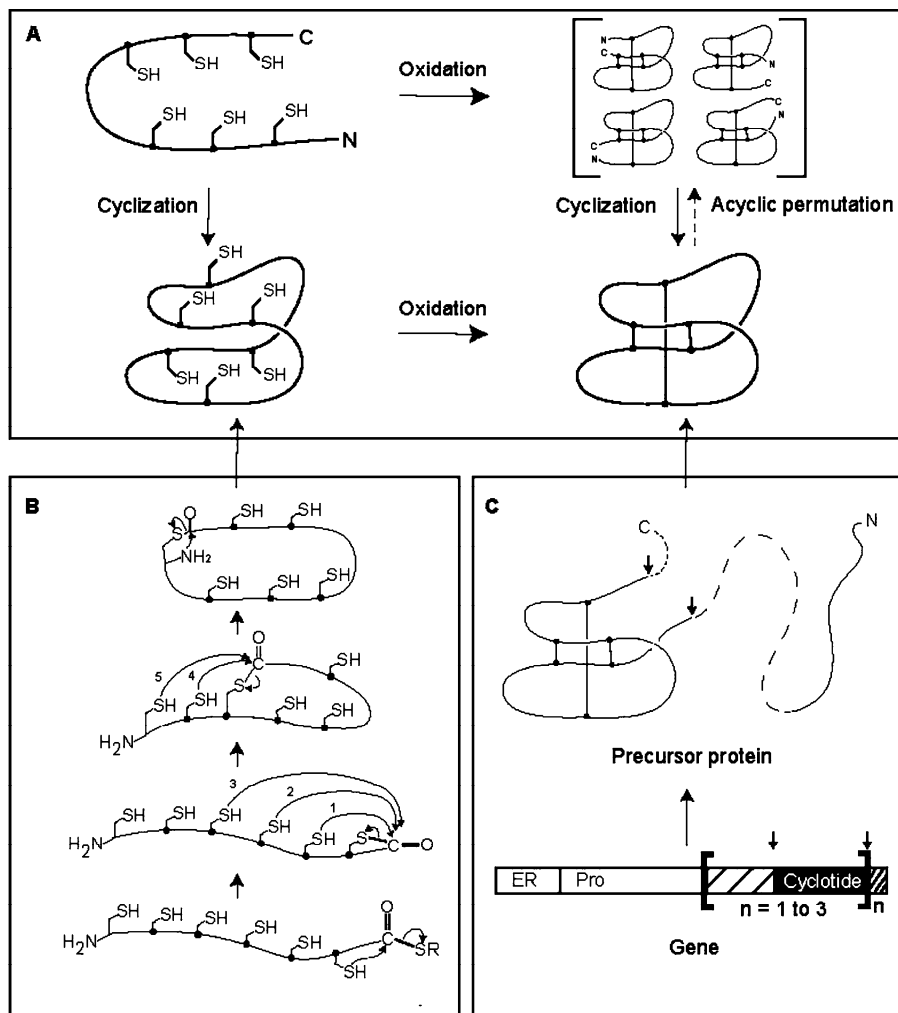 A
C
SH
SH
SH
SH
SH
SH
N
Oxidation
N
C
N
C
C
N
C
N
Cyclization
Cyclization
Acyclic permutation
SH
SH
SH
SH
SH
SH
Oxidation
B
O
S
NH2
SH
SH
SH
SH
SH
O
C
S
5
4
SH
SH
SH
SH
SH
H2N
3
2
1
SH
SH
SH
SH
SH
S
C
O
H2N
O
C
SR
SH
SH
SH
SH
SH
SH
H2N
C
C
N
Precursor protein
ER
Pro
Cyclotide
n = 1 to 3
n
Gene